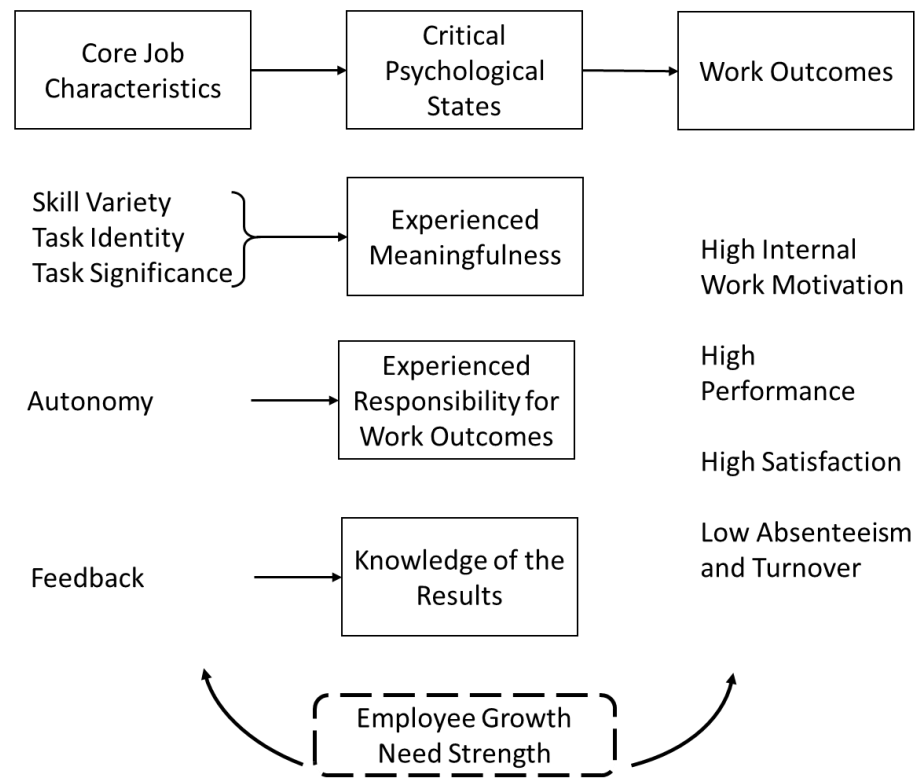 Core Job
Characteristics
Critical
Psychological
States
Work Outcomes
Skill Variety
Task Identity
Task Significance
Experienced
Meaningfulness
Autonomy
Experienced
Responsibility for
Work Outcomes
Feedback
Knowledge of the
Results
High Internal
Work Motivation
High
Performance
High Satisfaction
Low Absenteeism
and Turnover
Employee Growth
Need Strength